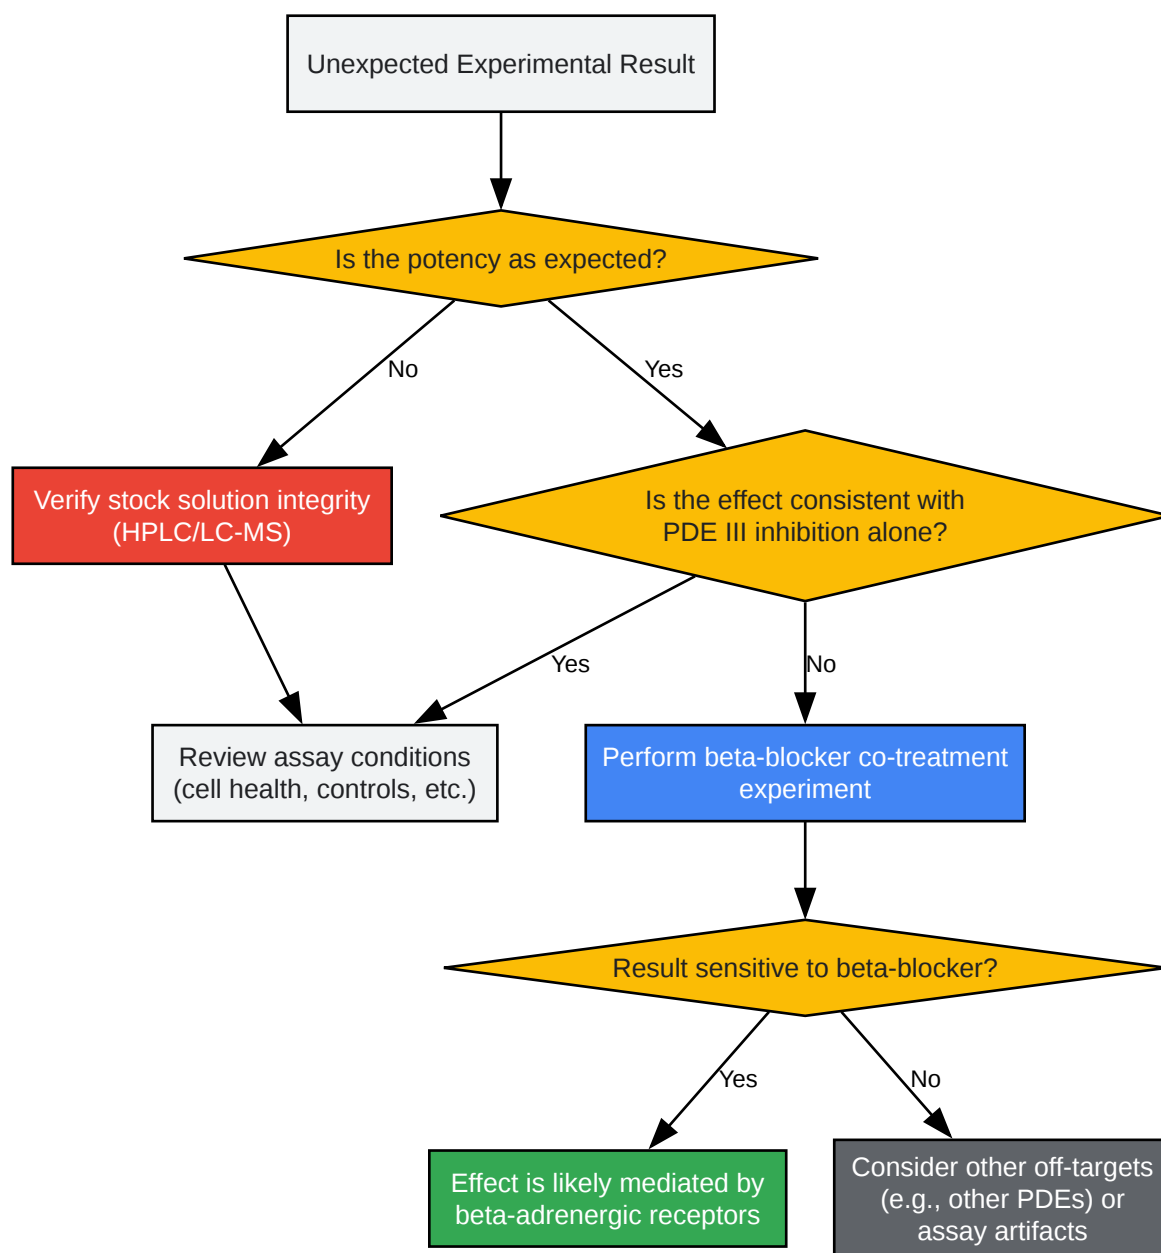 Unexpected Experimental Result
Is the potency as expected?
No
Yes
Verify stock solution integrity
(HPLC/LC-MS)
Is the effect consistent with
PDE III inhibition alone?
Yes
No
Review assay conditions
(cell health, controls, etc.)
Perform beta-blocker co-treatment
experiment
Result sensitive to beta-blocker?
Yes
No
Effect is likely mediated by
beta-adrenergic receptors
Consider other off-targets
(e.g., other PDEs) or
assay artifacts